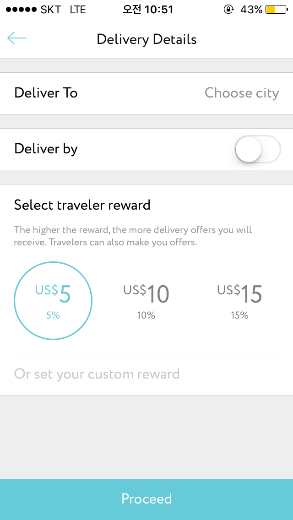 SKT LTE 오전 10:51 43%
Delivery Details
Deliver To Choose city
Deliver by
Select traveler reward
The higher the reward, the more delivery offers you will
receive. Travelers can also make you offers.
US$5 US$10 US$15
5% 10% 15%
Or set your custom reward
Proceed